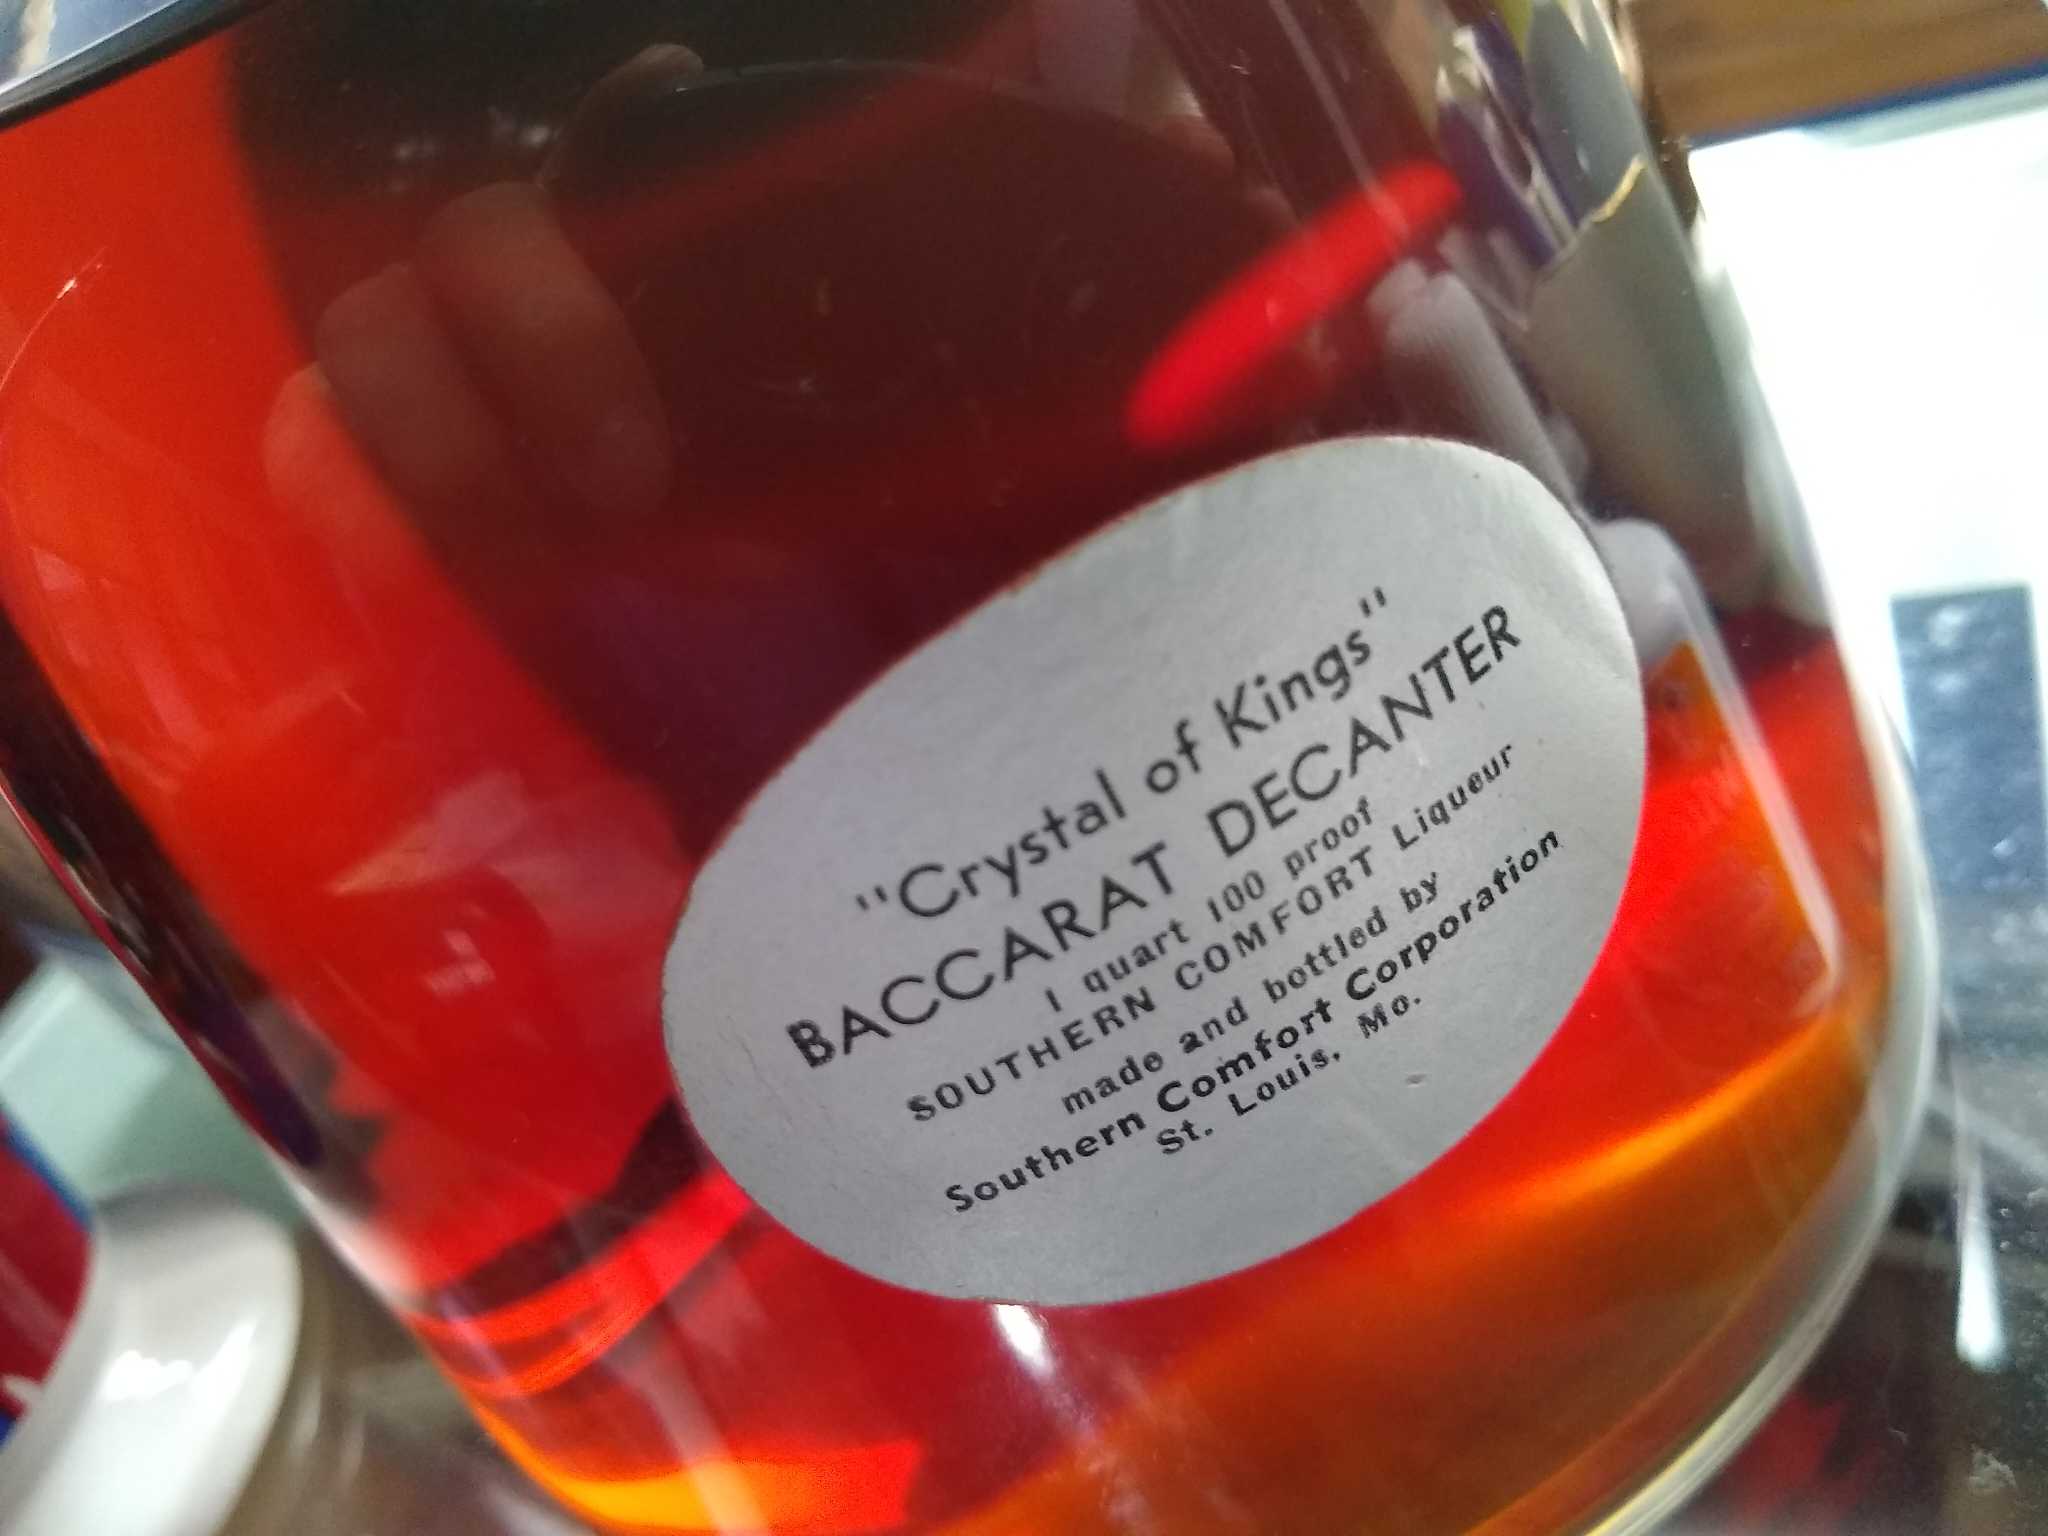 "Crystal of Kings"
BACCARAT DECANTER
1 quart 100 proof
SOUTHERN COMFORT Liqueur
made and bottled by
Southern Comfort Corporation
St. Louis, Mo.